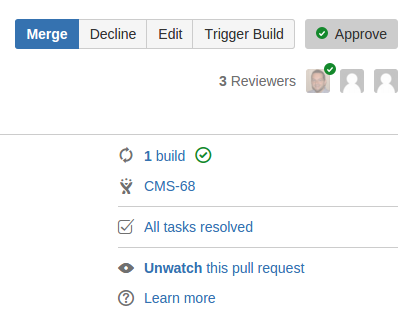 Merge Decline Edit Trigger Build Approve
3 Reviewers
1 build
CMS-68
All tasks resolved
Unwatch this pull request
Learn more